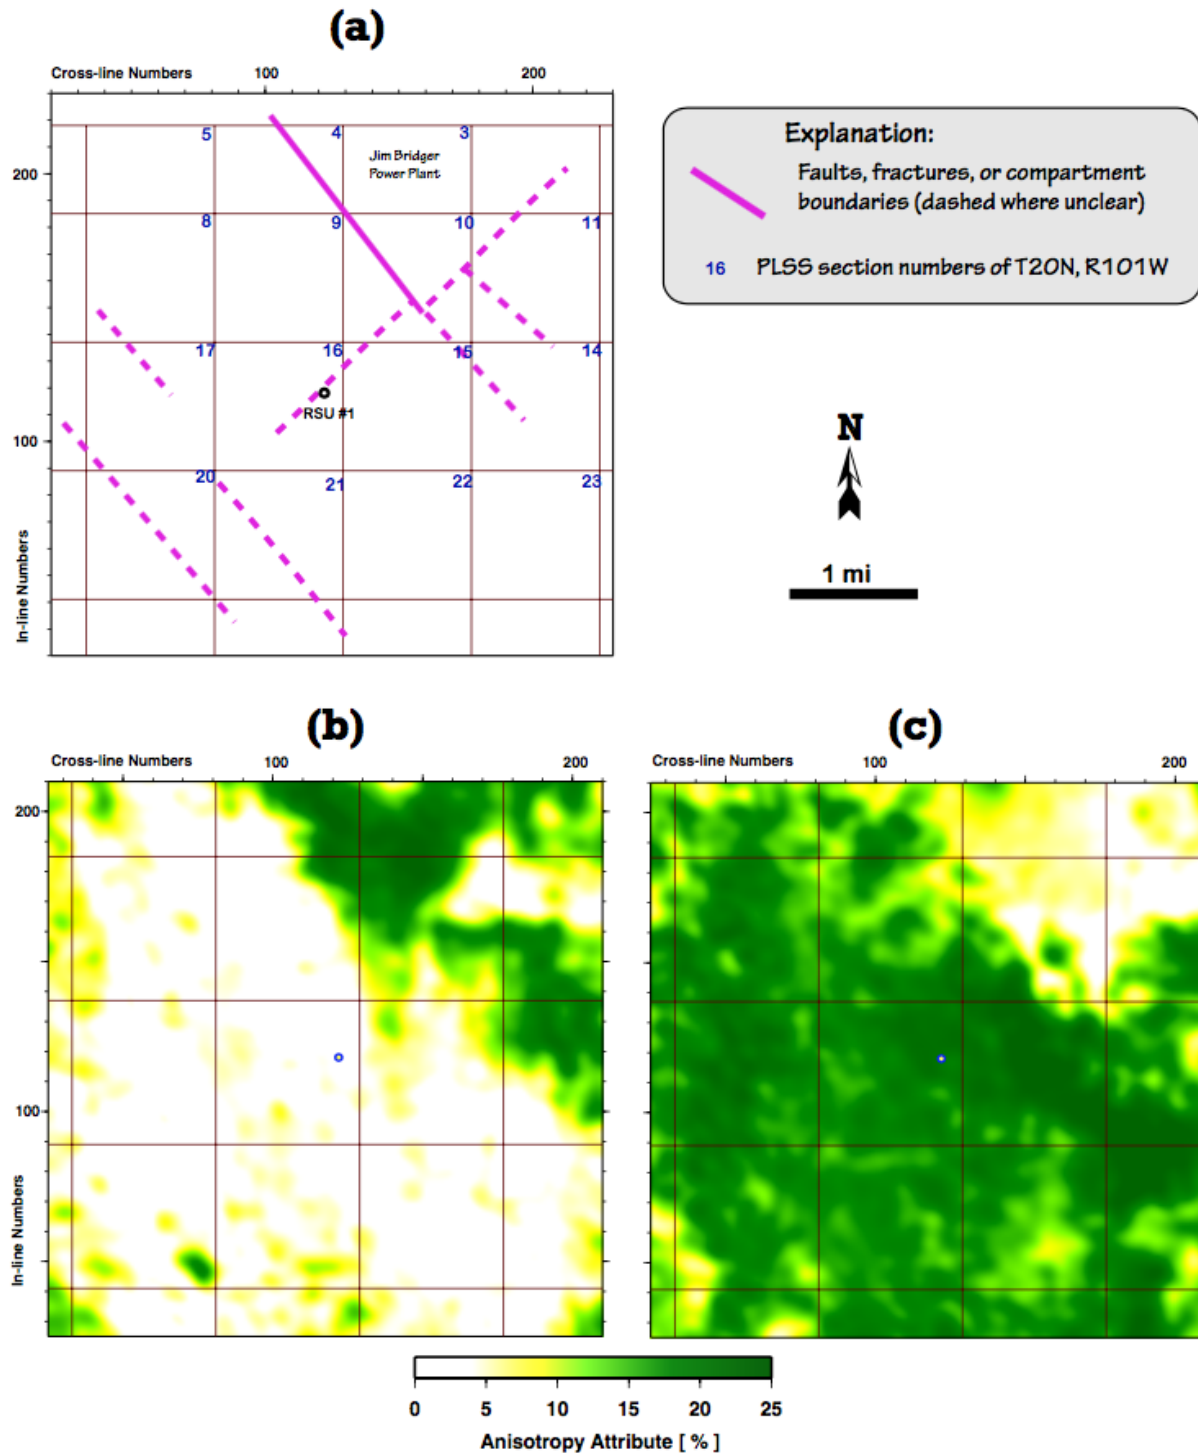 (a)
Cross-line Numbers 100 200
5 4 3
Jim Bridger
Power Plant
200
8 9 10 11
17 16 15 14
RSU #1
100
20 21 22 23
In-line Numbers
Explanation:
Faults, fractures, or compartment
boundaries (dashed where unclear)
16 PLSS section numbers of T20N, R101W
N
1 mi
(b)
Cross-line Numbers 100 200
200
100
In-line Numbers
(c)
Cross-line Numbers 100 200
0 5 10 15 20 25
Anisotropy Attribute [ % ]